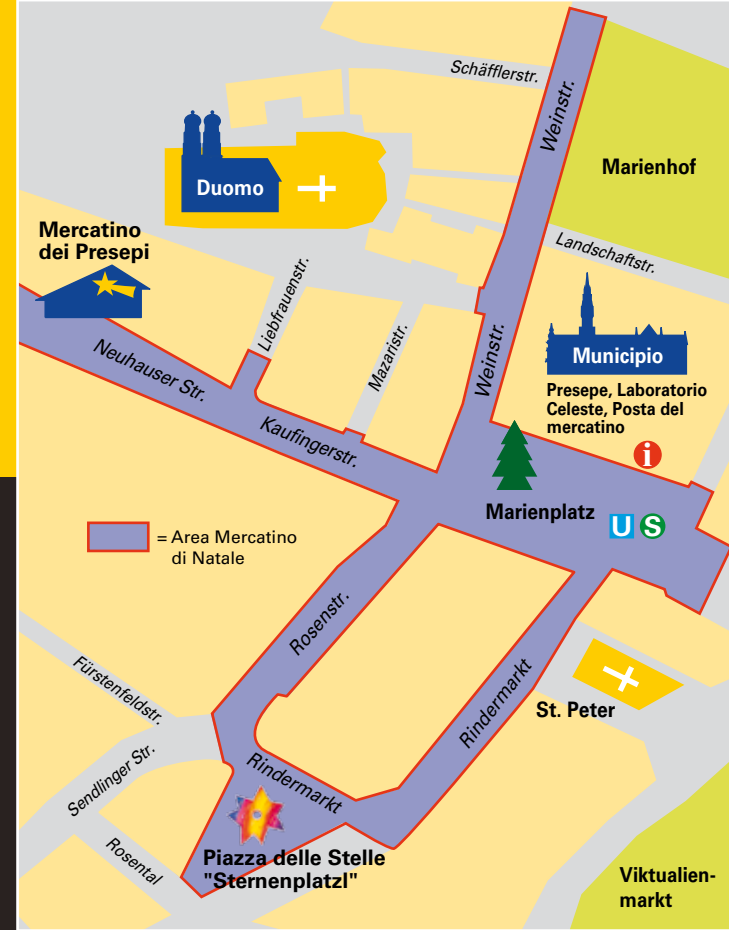 Schäfflerstr.
Weinstr.
Marienhof
Duomo
Mercatino
dei Presepi
Landschaftstr.
Liebfrauenstr.
Mazaristr.
Weinstr.
Municipio
Presepe, Laboratorio
Celeste, Posta del
mercatino
i
Neuhauser Str.
Kaufingerstr.
Marienplatz
U S
= Area Mercatino
di Natale
Rosenstr.
Rindermarkt
St. Peter
Fürstenfeldstr.
Sendlinger Str.
Rindermarkt
Rosental
Piazza delle Stelle
"Sternenplatzl"
Viktualien-
markt